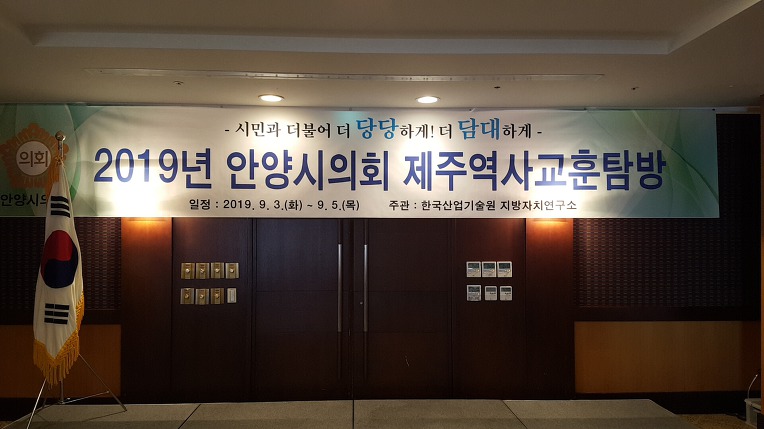 - 시민과 더불어 더 당당하게! 더 담대하게 -
2019년 안양시의회 제주역사교훈탐방
일정 : 2019. 9. 3.(화) ~ 9. 5.(목) 주관 : 한국산업기술원 지방자치연구소
의회
안양시의